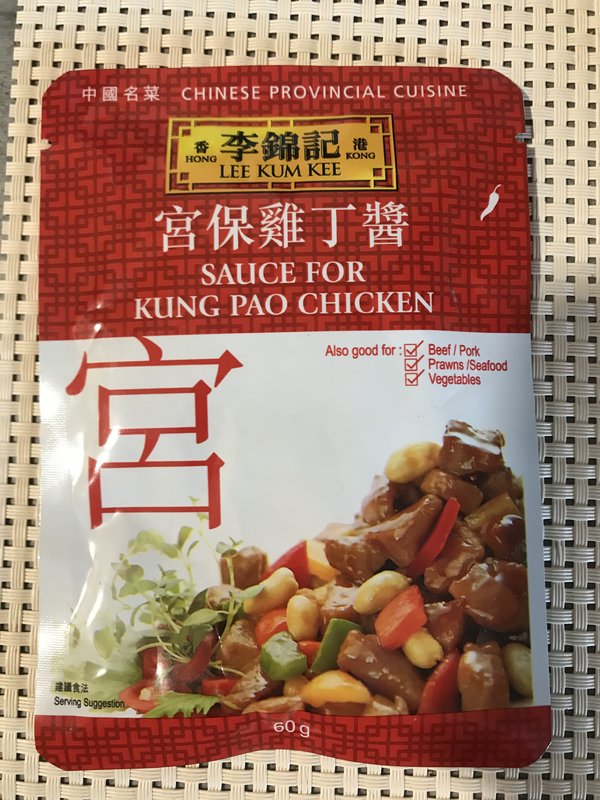 中國名菜 CHINESE PROVINCIAL CUISINE
香 李錦記 港
HONG LEE KUM KEE KONG
宮保雞丁醬
SAUCE FOR
KUNG PAO CHICKEN
Also good for : Beef / Pork
Prawns /Seafood
Vegetables
宮
建議食法
Serving Suggestion
60 g